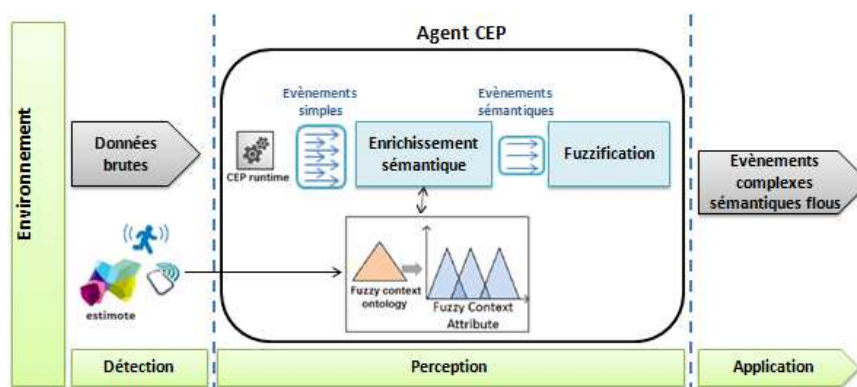 Agent CEP
Environnement
Données
brutes
Evènements
simples
CEP runtime
Enrichissement
sémantique
Evènements
sémantiques
Fuzzification
Evènements
complexes
sémantiques flous
estimote
Fuzzy context
ontology
Fuzzy Context
Attribute
Détection
Perception
Application